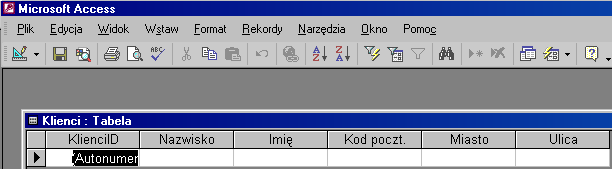 Microsoft Access
Plik Edycja Widok Wstaw Format Rekordy Narzędzia Okno Pomoc
ABC A Z Z A
Klienci : Tabela
KlienciID Nazwisko Imię Kod poczt. Miasto Ulica
(Autonumer